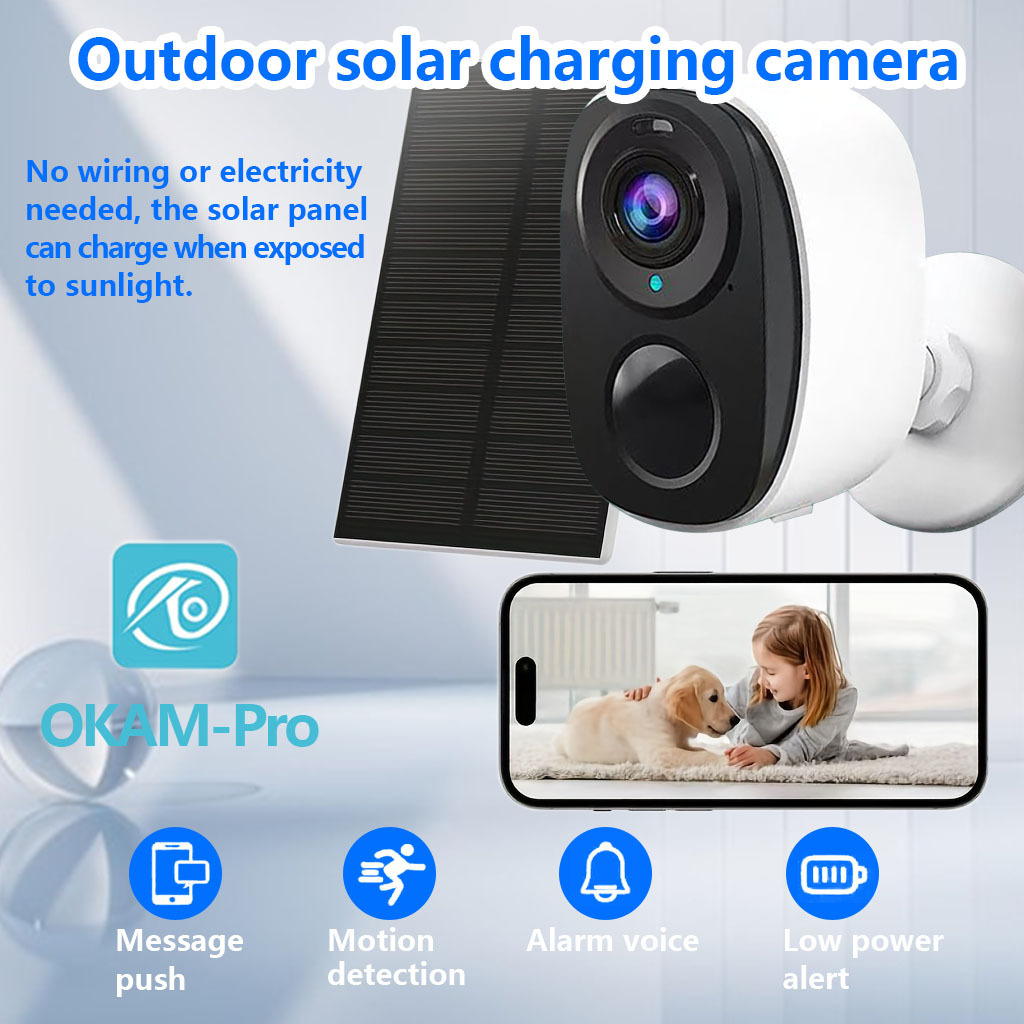 Outdoor solar charging camera
No wiring or electricity
needed, the solar panel
can charge when exposed
to sunlight.
OKAM-Pro
Message
push
Motion
detection
Alarm voice
Low power
alert